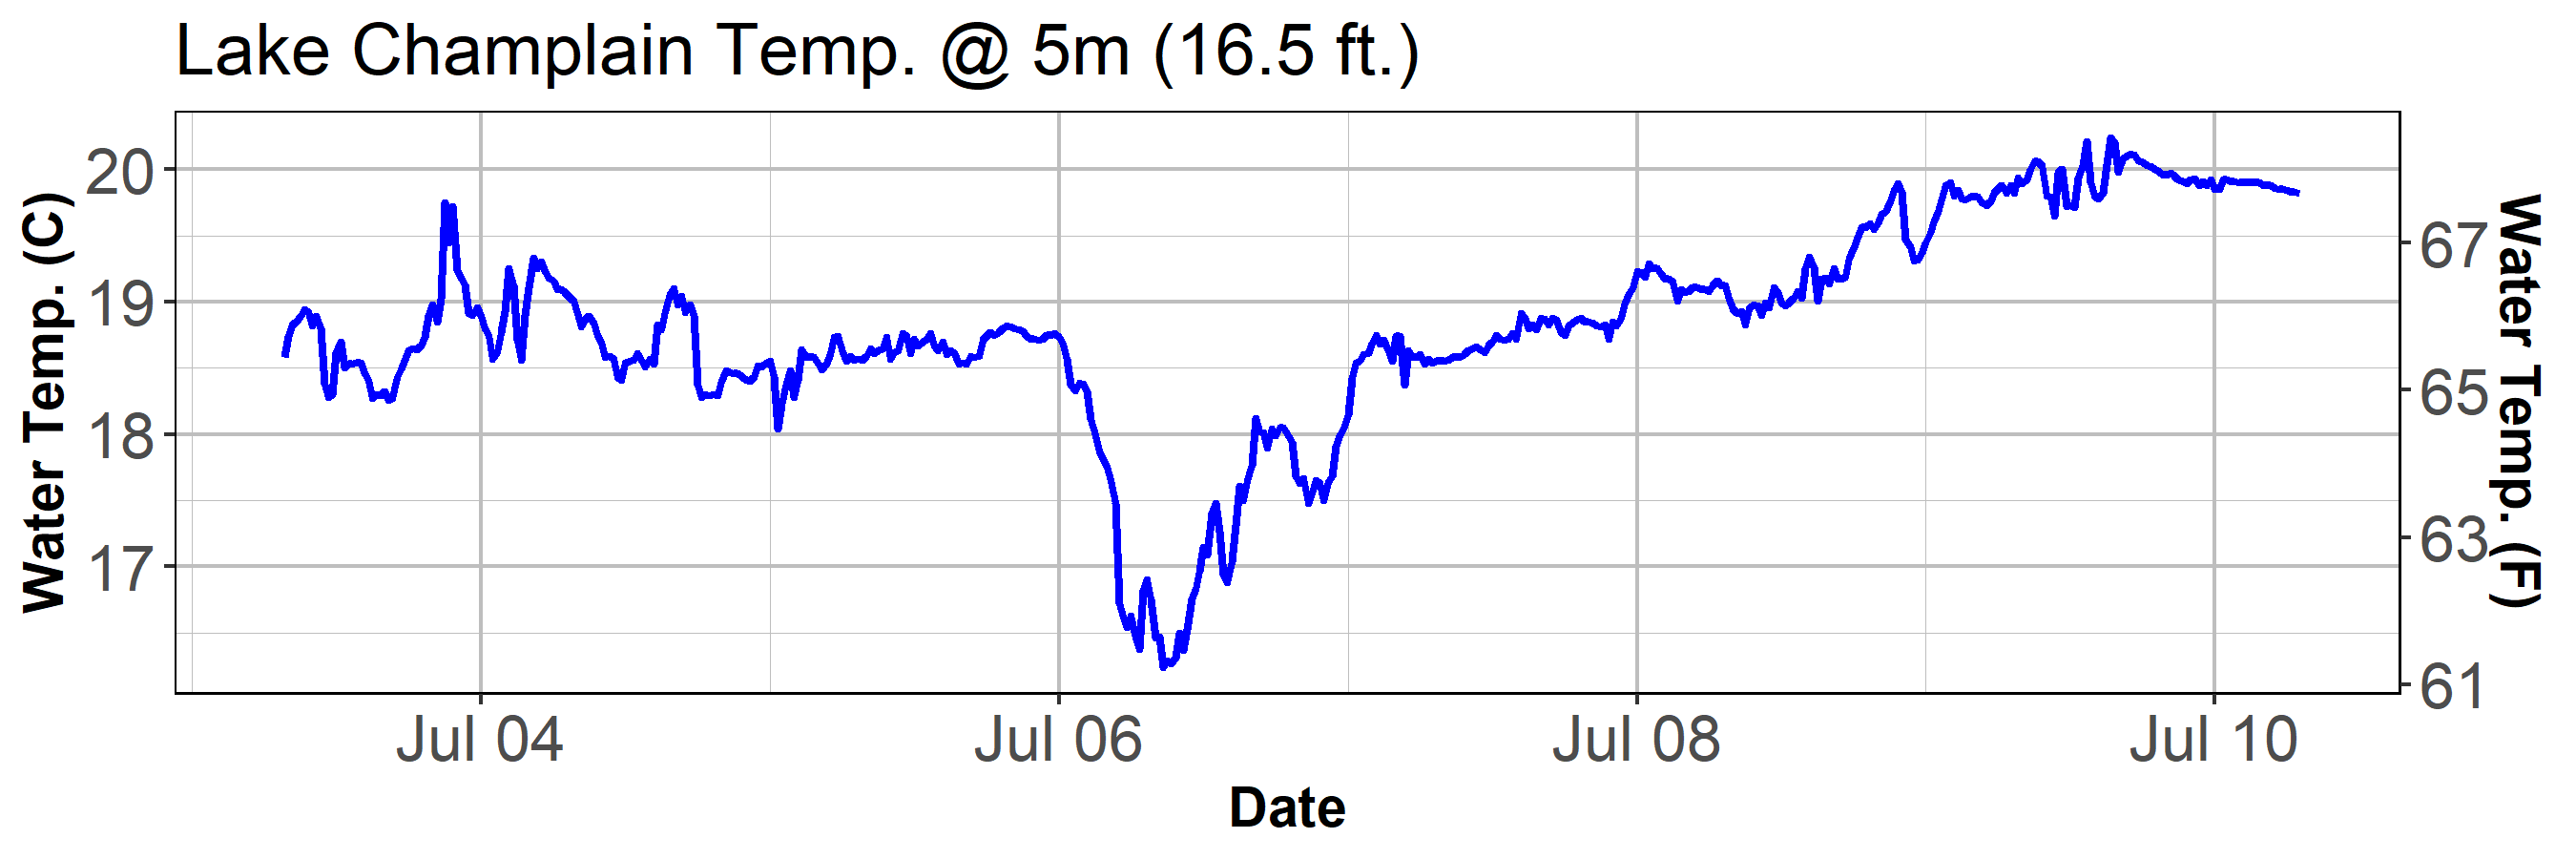 Lake Champlain Temp. @ 5m (16.5 ft.)
Water Temp. (C)
20
19
18
17
67
65
63
61
Water Temp. (F)
Jul 04 Jul 06 Jul 08 Jul 10
Date